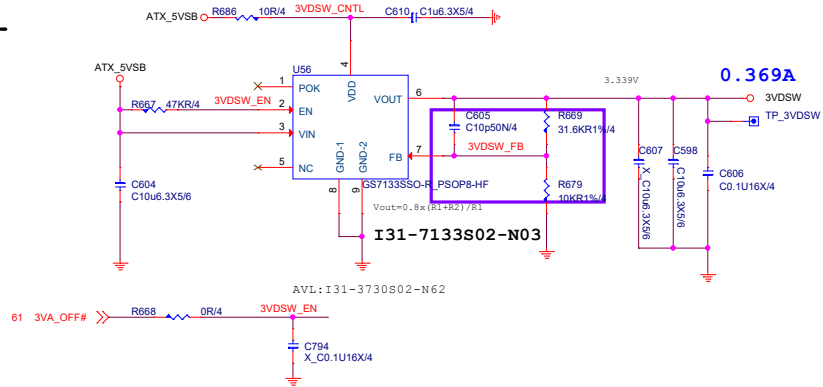 ATX_5VSB R686 10R/4 3VDSW_CNTL C610 C1u6.3X5/4
ATX_5VSB
U56
4
VDD
1 POK
R667 47KR/4 3VDSW_EN 2 EN
3 VIN
5 NC
VOUT 6
FB 7
GND-1
GND-2
8
9
GS7133SSO-R_PSOP8-HF
C604
C10u6.3X5/6
C605
C10p50N/4
3VDSW_FB
R669
31.6KR1%/4
R679
10KR1%/4
Vout=0.8x(R1+R2)/R1
I31-7133S02-N03
3.339V
0.369A
3VDSW
TP_3VDSW
C607
X_C10u6.3X5/6
C598
C10u6.3X5/6
C606
C0.1U16X/4
AVL:I31-3730S02-N62
61 3VA_OFF# R668 0R/4 3VDSW_EN
C794
X_C0.1U16X/4